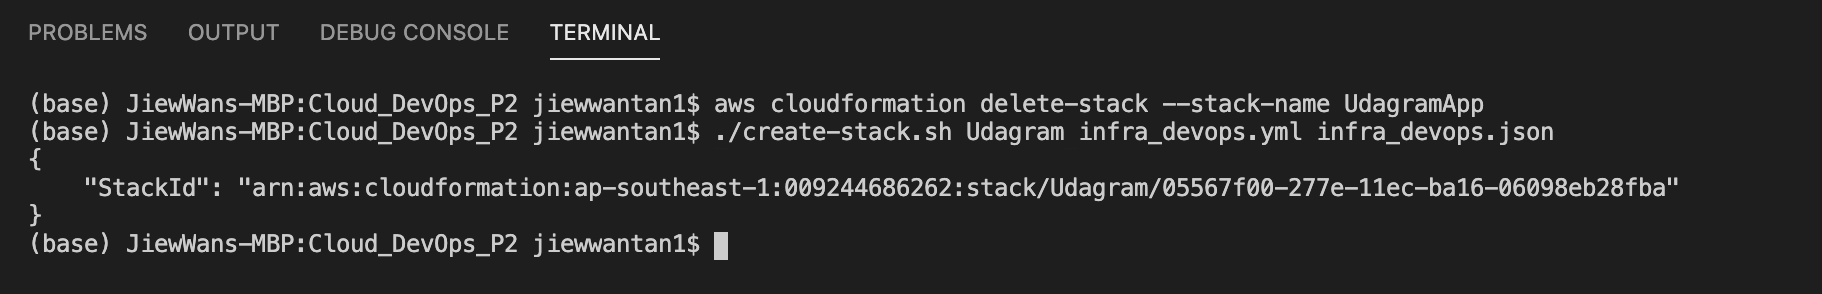 PROBLEMS OUTPUT DEBUG CONSOLE TERMINAL
(base) JiewWans-MBP:Cloud_DevOps_P2 jiewwantan1$ aws cloudformation delete-stack --stack-name UdagramApp
(base) JiewWans-MBP:Cloud_DevOps_P2 jiewwantan1$ ./create-stack.sh Udagram infra_devops.yml infra_devops.json
{
    "StackId": "arn:aws:cloudformation:ap-southeast-1:009244686262:stack/Udagram/05567f00-277e-11ec-ba16-06098eb28fba"
}
(base) JiewWans-MBP:Cloud_DevOps_P2 jiewwantan1$